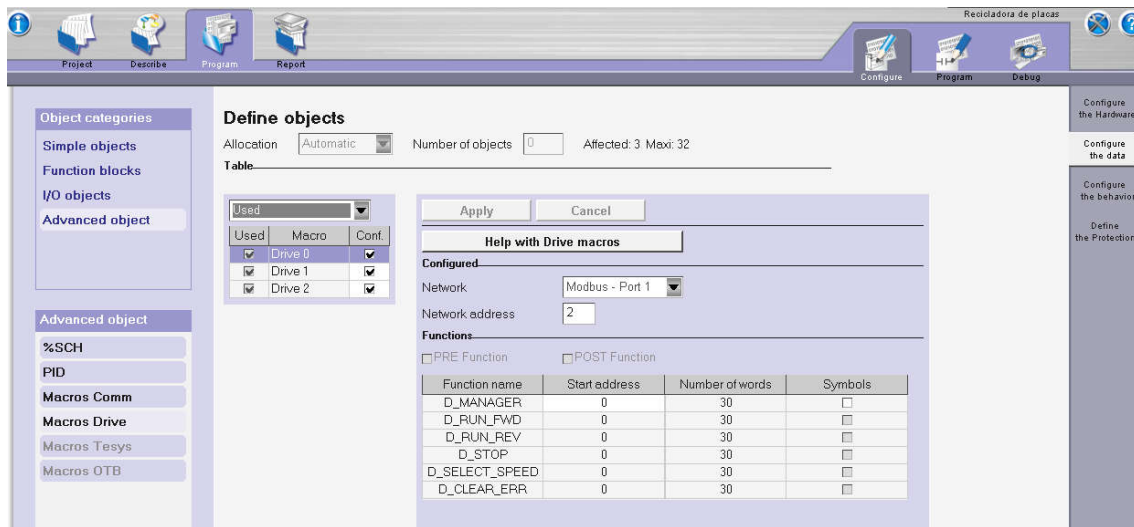 Recicladora de placas
Project Describe Program Report
Configure Program Debug
Object categories
Simple objects
Function blocks
I/O objects
Advanced object
Advanced object
%SCH
PID
Macros Comm
Macros Drive
Macros Tesys
Macros OTB
Define objects
Allocation Automatic Number of objects 0 Affected: 3 Maxi: 32
Table
Used
Used Macro Conf.
Drive 0
Drive 1
Drive 2
Apply Cancel
Help with Drive macros
Configured
Network Modbus - Port 1
Network address 2
Functions
PRE Function POST Function
Function name Start address Number of words Symbols
D_MANAGER 0 30
D_RUN_FWD 0 30
D_RUN_REV 0 30
D_STOP 0 30
D_SELECT_SPEED 0 30
D_CLEAR_ERR 0 30
Configure
the Hardware
Configure
the data
Configure
the behavior
Define
the Protection